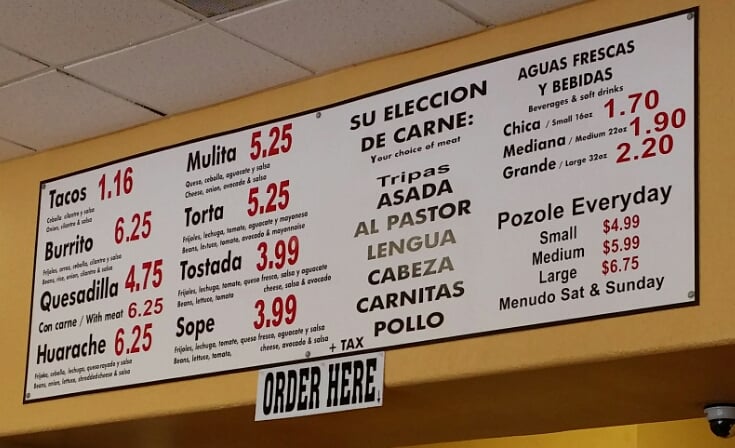 Tacos 1.16
Cebolla cilantro y salsa
Onion, cilantro & salsa
Burrito 6.25
Frijoles, arroz, cebolla, cilantro y salsa
Beans, rice, onion, cilantro & salsa
Quesadilla 4.75
Con carne / With meat 6.25
Huarache 6.25
Frijoles, cebolla, lechuga, queso rayado y salsa
Beans, onion, lettuce, shredded cheese & salsa
Mulita 5.25
Queso, cebolla, aguacate y salsa
Cheese, onion, avocado & salsa
Torta 5.25
Frijoles, lechuga, tomate, aguacate y mayonesa
Beans, lettuce, tomato, avocado & mayonnaise
Tostada 3.99
Frijoles, lechuga, tomate, queso fresco, salsa y aguacate
Beans, lettuce, tomato cheese, salsa & avocado
Sope 3.99
Frijoles, lechuga, tomate, queso fresco, aguacate y salsa
Beans, lettuce, tomato, cheese, avocado & salsa
SU ELECCION
DE CARNE:
Your choice of meat
Tripas
ASADA
AL PASTOR
LENGUA
CABEZA
CARNITAS
POLLO
+ TAX
AGUAS FRESCAS
Y BEBIDAS
Beverages & soft drinks
Chica / Small 16oz 1.70
Mediana / Medium 22oz 1.90
Grande / Large 32oz 2.20
Pozole Everyday
Small $4.99
Medium $5.99
Large $6.75
Menudo Sat & Sunday
ORDER HERE